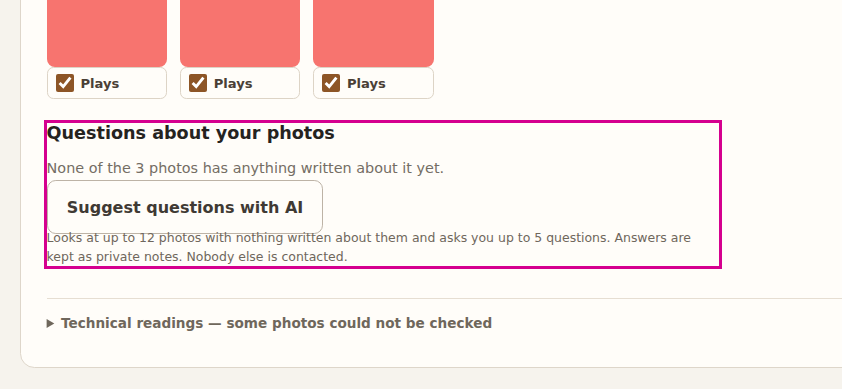 Plays Plays Plays
Questions about your photos
None of the 3 photos has anything written about it yet.
Suggest questions with AI
Looks at up to 12 photos with nothing written about them and asks you up to 5 questions. Answers are
kept as private notes. Nobody else is contacted.
Technical readings — some photos could not be checked